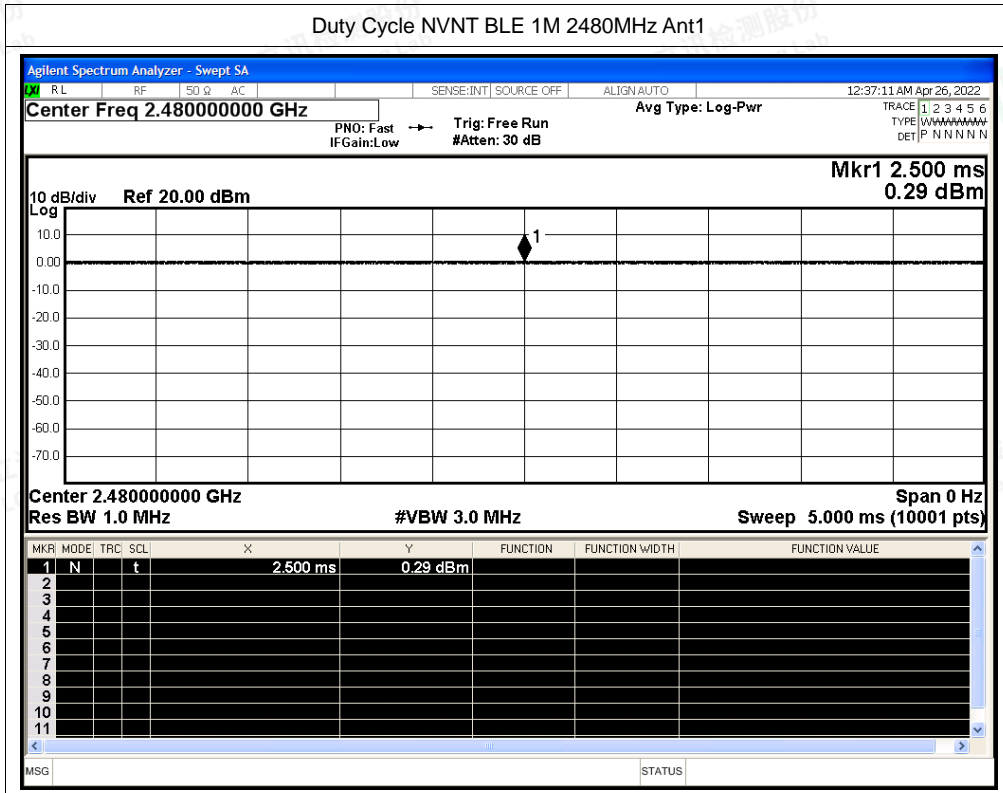 Duty Cycle NVNT BLE 1M 2480MHz Ant1
Agilent Spectrum Analyzer - Swept SA
LXI RL RF 50 Ω AC SENSE:INT SOURCE OFF ALIGN AUTO 12:37:11 AM Apr 26, 2022
Center Freq 2.480000000 GHz
PNO: Fast
IFGain:Low
Trig: Free Run
#Atten: 30 dB
Avg Type: Log-Pwr
TRACE 1 2 3 4 5 6
TYPE
DET P N N N N N
Mkr1 2.500 ms
0.29 dBm
10 dB/div Ref 20.00 dBm
Log
10.0
1
0.00
-10.0
-20.0
-30.0
-40.0
-50.0
-60.0
-70.0
Center 2.480000000 GHz Span 0 Hz
Res BW 1.0 MHz #VBW 3.0 MHz Sweep 5.000 ms (10001 pts)
MKR MODE TRC SCL X Y FUNCTION FUNCTION WIDTH FUNCTION VALUE
1 N t 2.500 ms 0.29 dBm
2
3
4
5
6
7
8
9
10
11
MSG STATUS